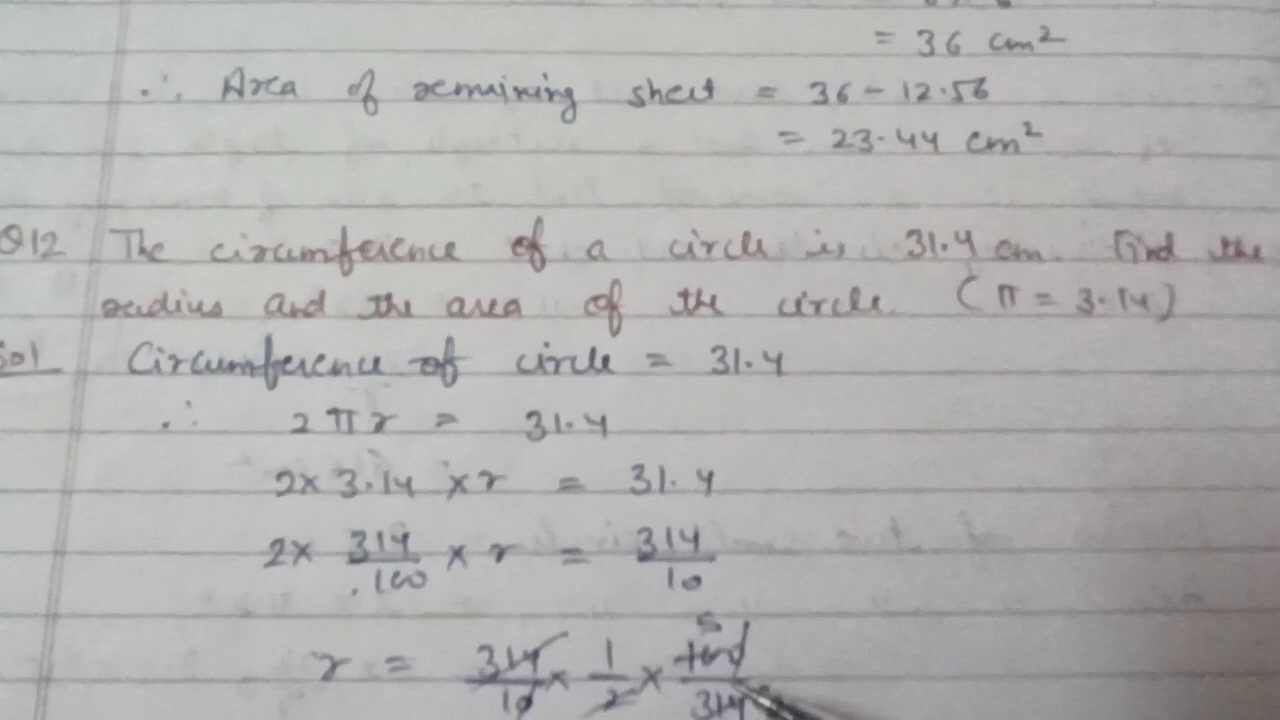 = 36 cm²
∴ Area of remaining sheet = 36 - 12.56
= 23.44 cm²
Q12 The circumference of a circle is 31.4 cm. Find the
radius and the area of the circle. (π = 3.14)
Sol Circumference of circle = 31.4
∴ 2πr = 31.4
2 × 3.14 × r = 31.4
2 × 314/100 × r = 314/10
5
r = 314/10 × 1/2 × 100/314